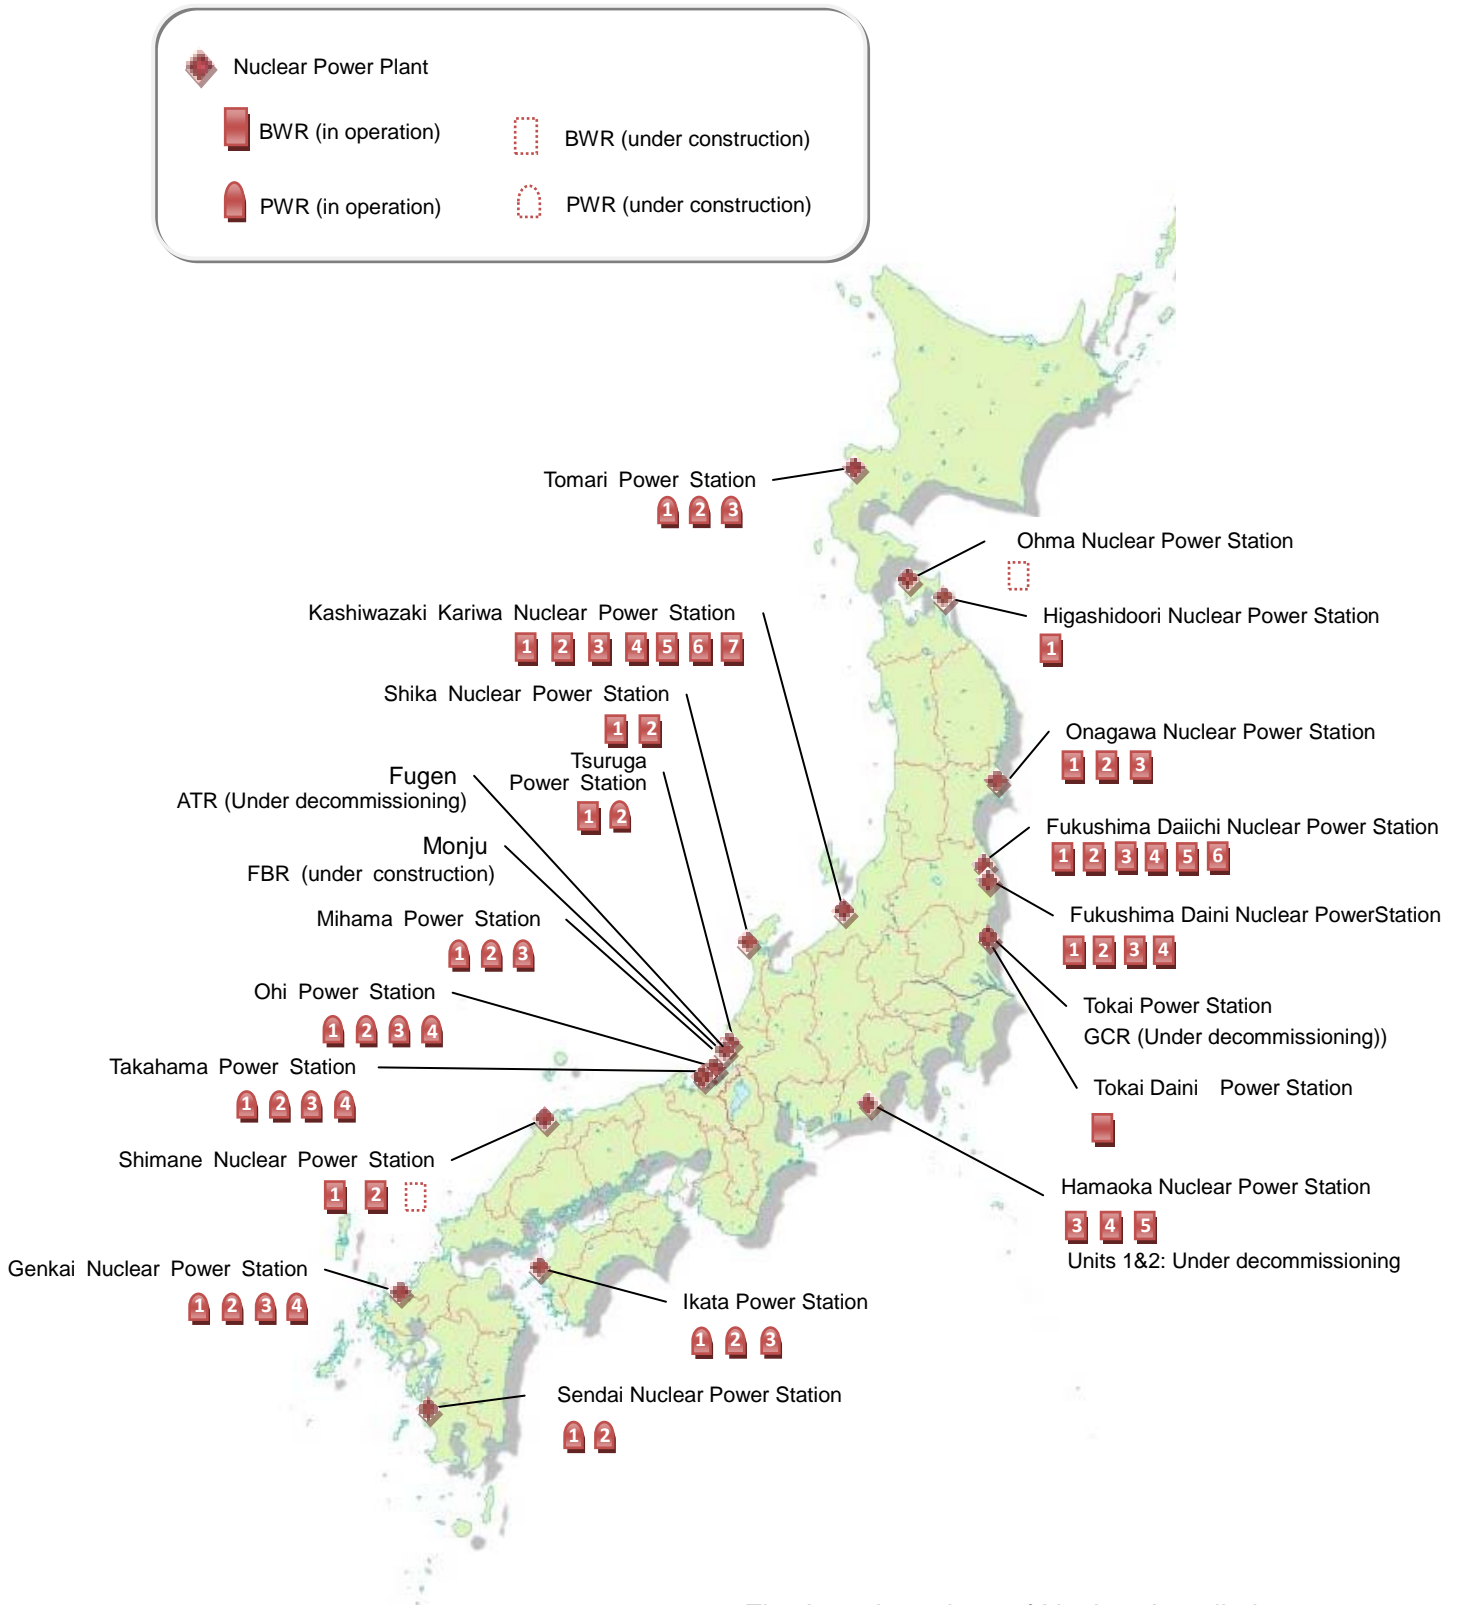 Nuclear Power Plant
BWR (in operation)
BWR (under construction)
PWR (in operation)
PWR (under construction)
Tomari Power Station
1 2 3
Ohma Nuclear Power Station
Higashidoori Nuclear Power Station
1
Kashiwazaki Kariwa Nuclear Power Station
1 2 3 4 5 6 7
Shika Nuclear Power Station
1 2
Onagawa Nuclear Power Station
1 2 3
Tsuruga
Power Station
1 2
Fugen
ATR (Under decommissioning)
Fukushima Daiichi Nuclear Power Station
1 2 3 4 5 6
Monju
FBR (under construction)
Mihama Power Station
1 2 3
Fukushima Daini Nuclear PowerStation
1 2 3 4
Ohi Power Station
1 2 3 4
Tokai Power Station
GCR (Under decommissioning))
Takahama Power Station
1 2 3 4
Tokai Daini Power Station
Shimane Nuclear Power Station
1 2
Hamaoka Nuclear Power Station
3 4 5
Units 1&2: Under decommissioning
Genkai Nuclear Power Station
1 2 3 4
Ikata Power Station
1 2 3
Sendai Nuclear Power Station
1 2